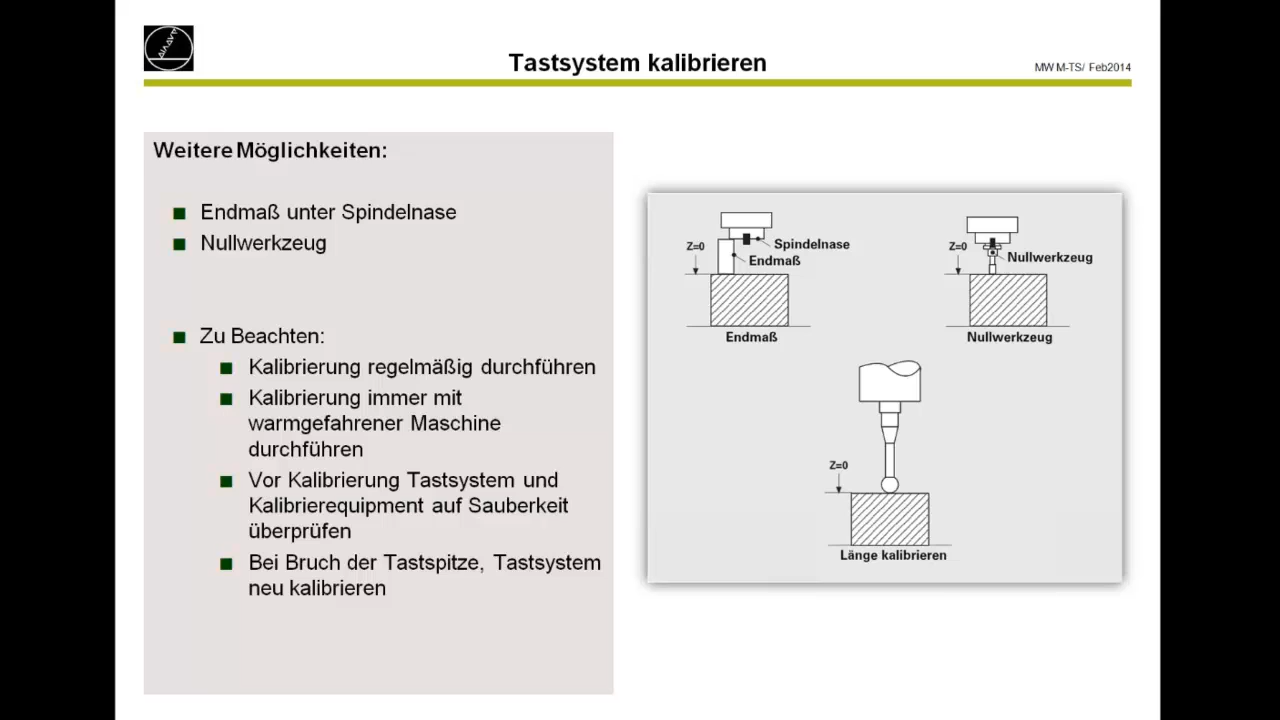 Tastsystem kalibrieren
MW M-TS/ Feb2014
Weitere Möglichkeiten:
Endmaß unter Spindelnase
Nullwerkzeug
Zu Beachten:
Kalibrierung regelmäßig durchführen
Kalibrierung immer mit
warmgefahrener Maschine
durchführen
Vor Kalibrierung Tastsystem und
Kalibrierequipment auf Sauberkeit
überprüfen
Bei Bruch der Tastspitze, Tastsystem
neu kalibrieren
Z=0
Spindelnase
Endmaß
Endmaß
Z=0
Nullwerkzeug
Nullwerkzeug
Z=0
Länge kalibrieren